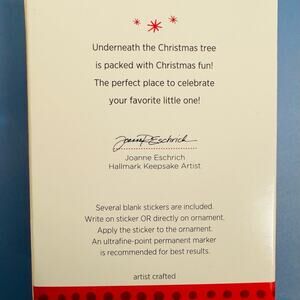 Underneath the Christmas tree
is packed with Christmas fun!
The perfect place to celebrate
your favorite little one!
Joanne Eschrich
Joanne Eschrich
Hallmark Keepsake Artist
Several blank stickers are included.
Write on sticker OR directly on ornament.
Apply the sticker to the ornament.
An ultrafine-point permanent marker
is recommended for best results.
artist crafted